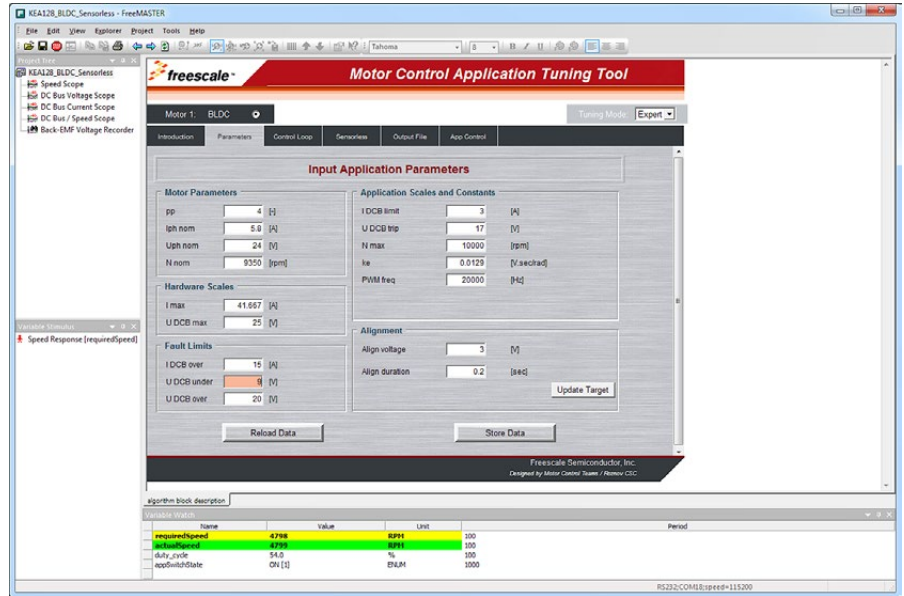 KEA128_BLDC_Sensorless - FreeMASTER
File Edit View Explorer Project Tools Help
Tahoma 8 B I U
Project Tree
KEA128_BLDC_Sensorless
Speed Scope
DC Bus Voltage Scope
DC Bus Current Scope
DC Bus / Speed Scope
Back-EMF Voltage Recorder
freescale
Motor Control Application Tuning Tool
Motor 1: BLDC
Tuning Mode: Expert
Introduction Parameters Control Loop Sensorless Output File App Control
Input Application Parameters
Motor Parameters
pp 4 [-]
Iph nom 5.8 [A]
Uph nom 24 [V]
N nom 9350 [rpm]
Hardware Scales
I max 41.667 [A]
U DCB max 25 [V]
Fault Limits
I DCB over 15 [A]
U DCB under 9 [V]
U DCB over 20 [V]
Application Scales and Constants
I DCB limit 3 [A]
U DCB trip 17 [V]
N max 10000 [rpm]
ke 0.0129 [V.sec/rad]
PWM freq 20000 [Hz]
Alignment
Align voltage 3 [V]
Align duration 0.2 [sec]
Update Target
Reload Data
Store Data
Freescale Semiconductor, Inc.
Designed by Motor Control Teams / Roznov CSC
Variable Stimulus
Speed Response [requiredSpeed]
algorithm block description
Variable Watch
Name Value Unit Period
requiredSpeed 4798 RPM 100
actualSpeed 4799 RPM 100
duty_cycle 54.0 % 100
appSwitchState ON [1] ENUM 1000
RS232;COM18;speed=115200